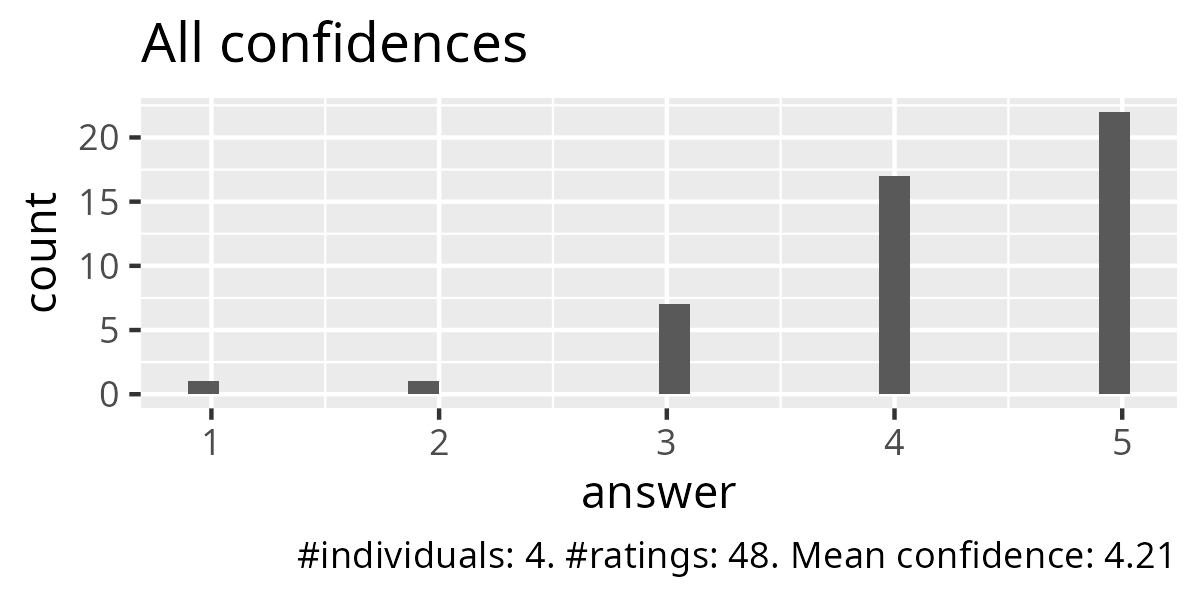 All confidences
count
20
15
10
5
0
1 2 3 4 5
answer
#individuals: 4. #ratings: 48. Mean confidence: 4.21